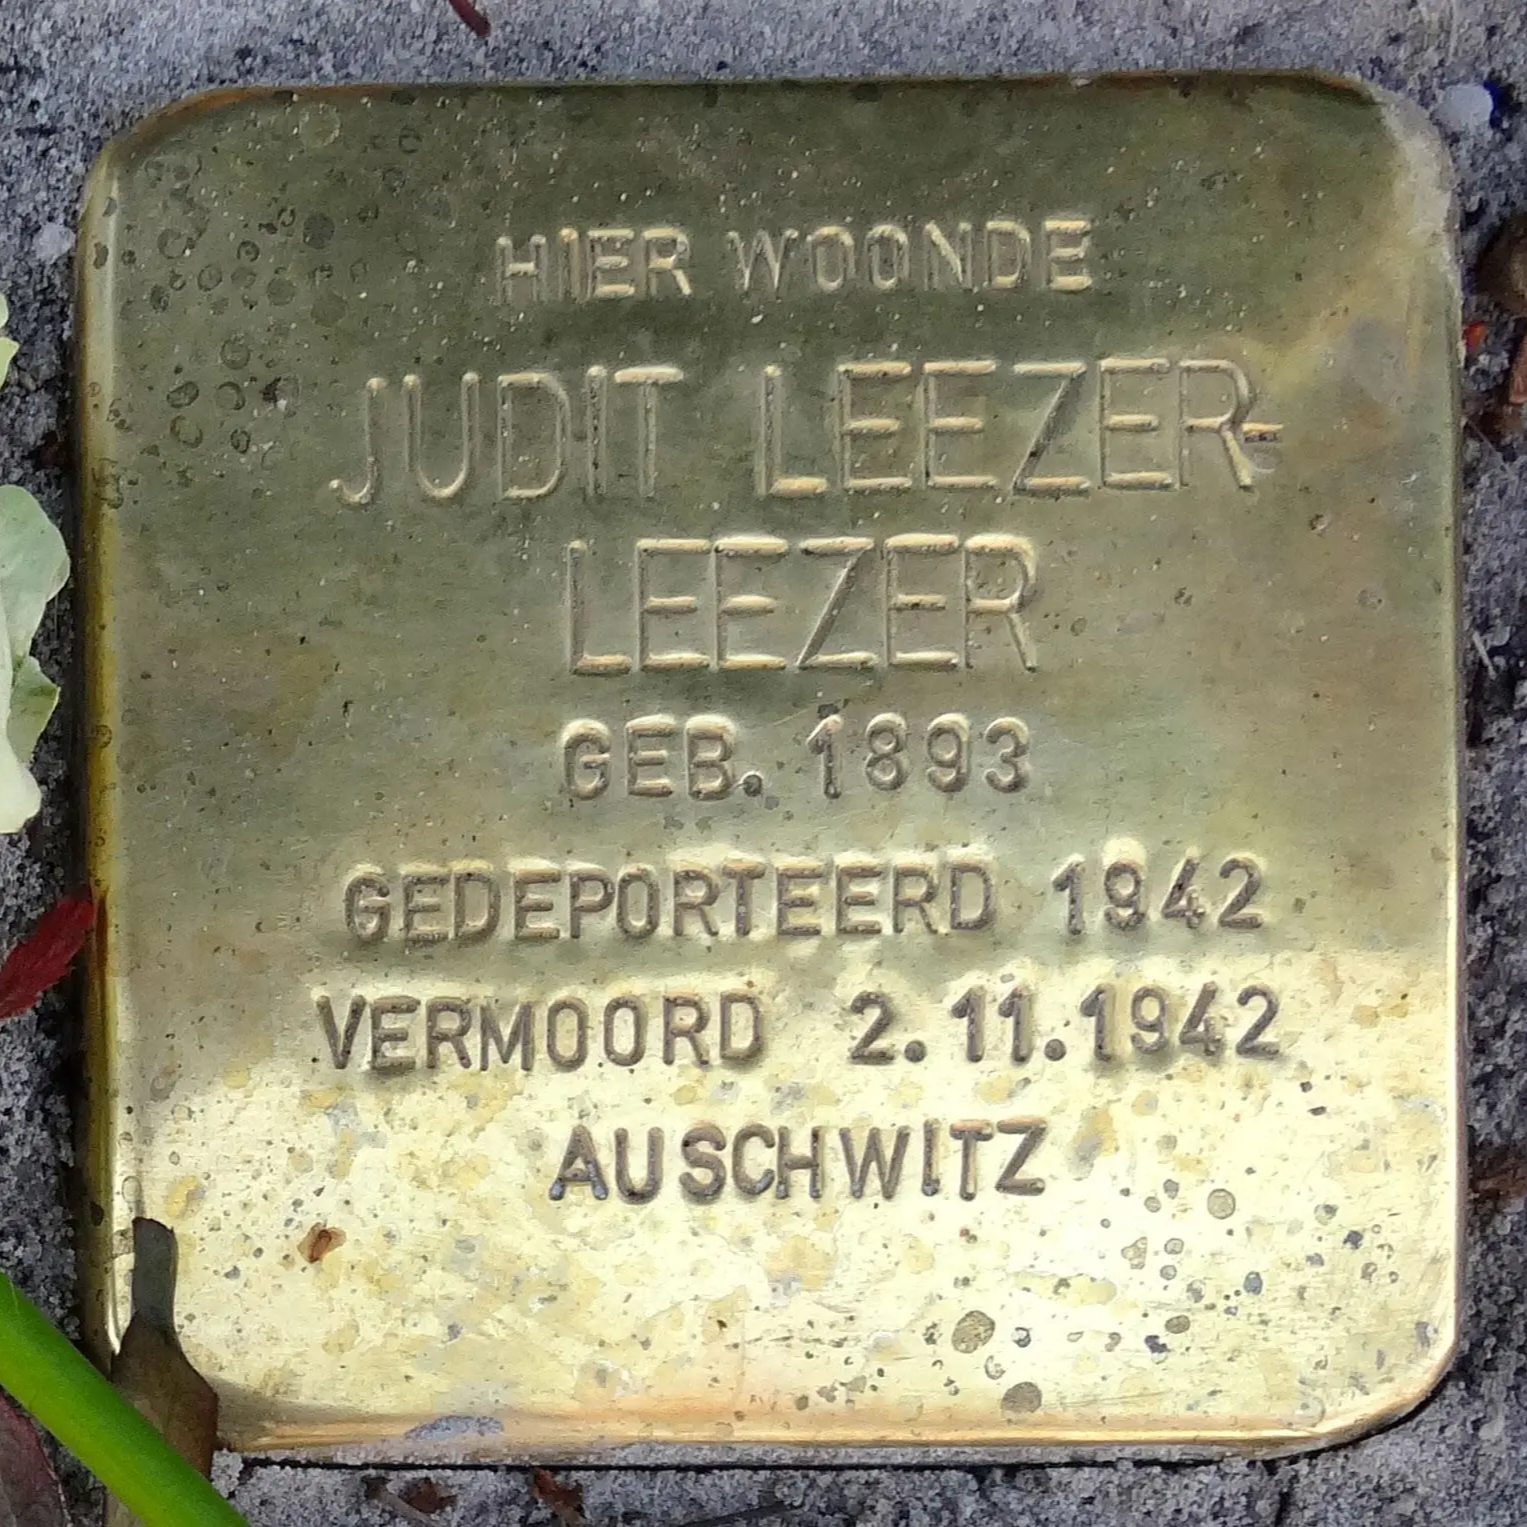 HIER WOONDE
JUDIT LEEZER-
LEEZER
GEB. 1893
GEDEPORTEERD 1942
VERMOORD 2.11.1942
AUSCHWITZ